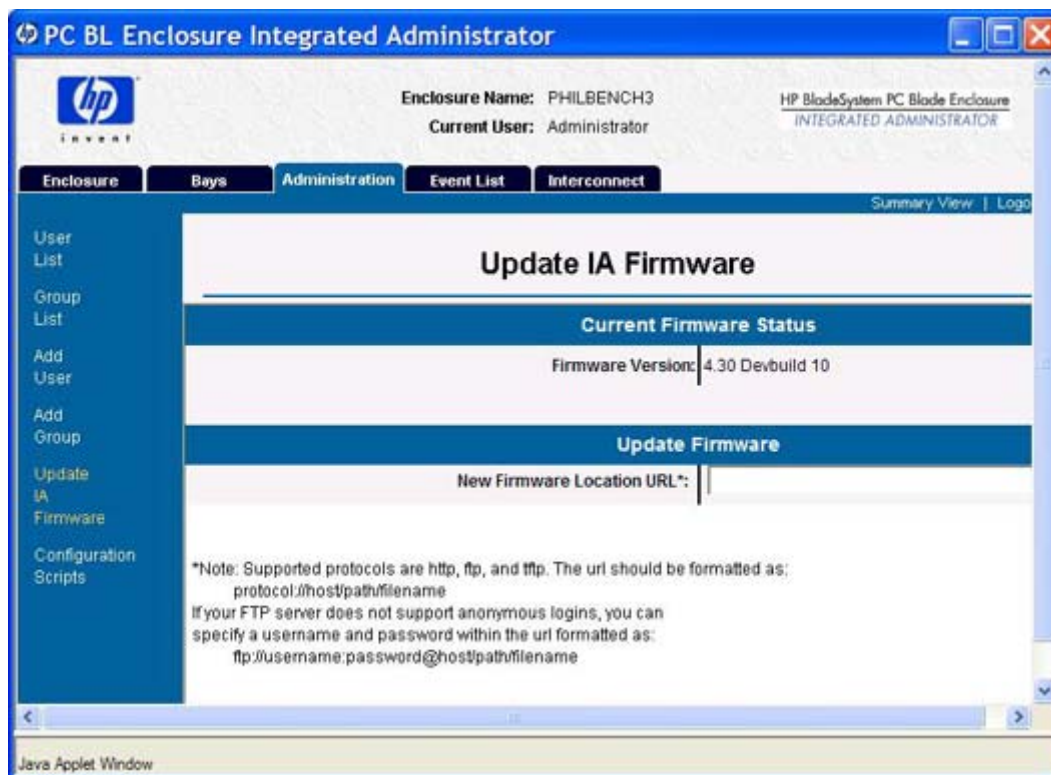 PC BL Enclosure Integrated Administrator
hp
invent
Enclosure Name: PHILBENCH3
Current User: Administrator
HP BladeSystem PC Blade Enclosure
INTEGRATED ADMINISTRATOR
Enclosure Bays Administration Event List Interconnect
Summary View | Logo
User
List
Group
List
Add
User
Add
Group
Update
IA
Firmware
Configuration
Scripts
Update IA Firmware
Current Firmware Status
Firmware Version: 4.30 Devbuild 10
Update Firmware
New Firmware Location URL*:
*Note: Supported protocols are http, ftp, and tftp. The url should be formatted as:
protocol://host/path/filename
If your FTP server does not support anonymous logins, you can
specify a username and password within the url formatted as:
ftp://username:password@host/path/filename
Java Applet Window